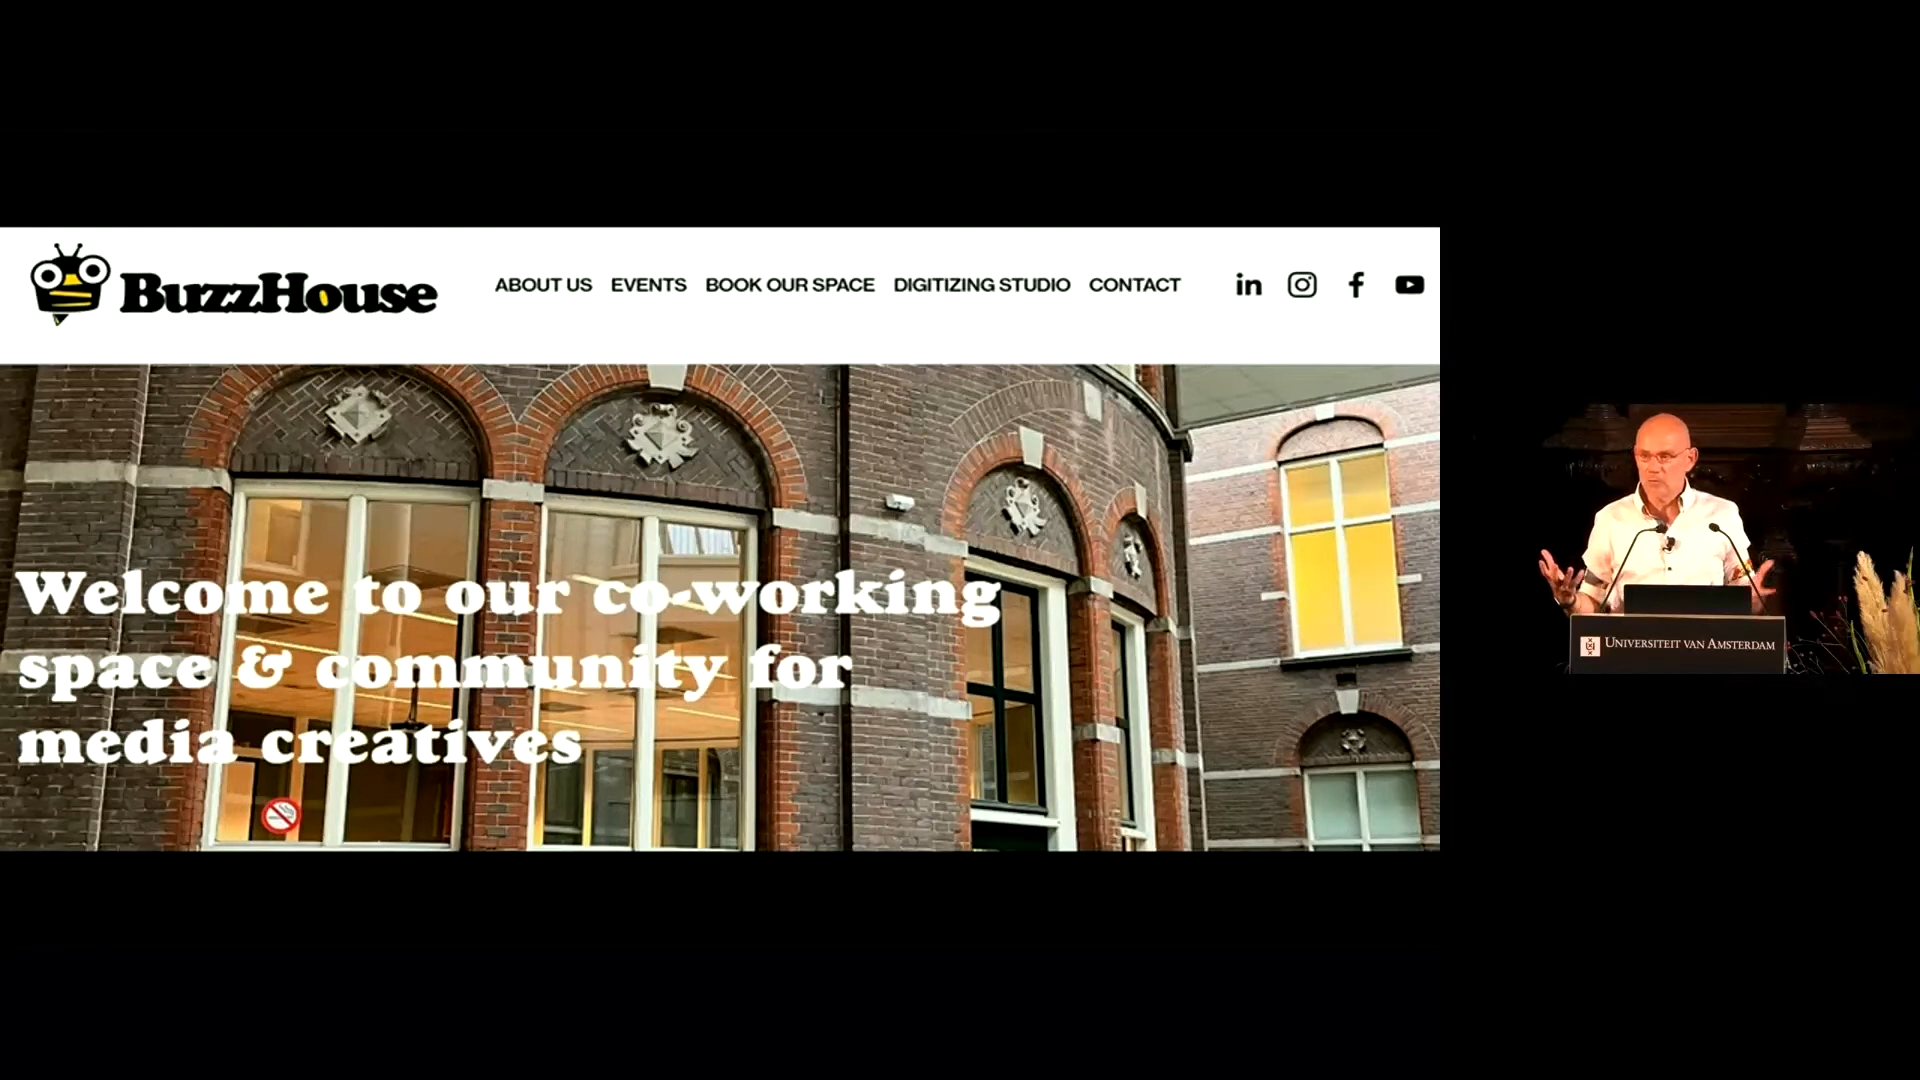 BuzzHouse
ABOUT US EVENTS BOOK OUR SPACE DIGITIZING STUDIO CONTACT
Welcome to our co-working
space & community for
media creatives
UNIVERSITEIT VAN AMSTERDAM